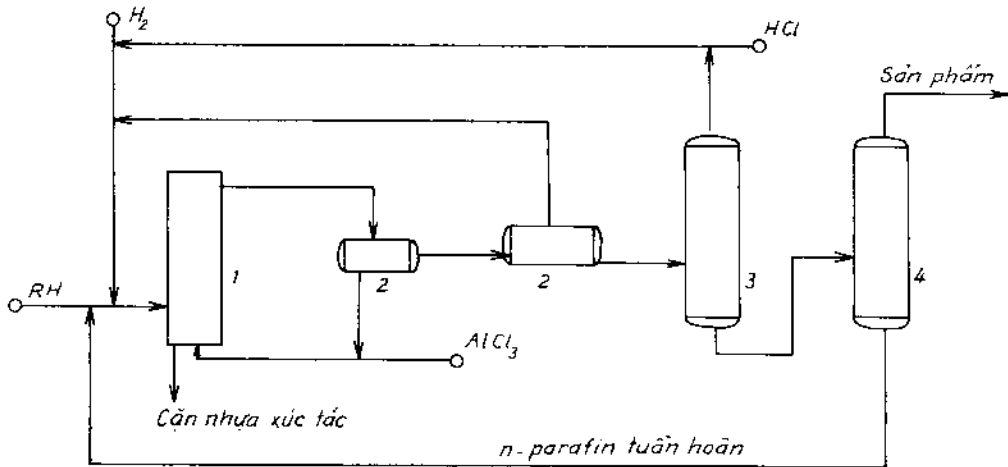 H2
HCl
Sản phẩm
1
2
2
3
4
RH
AlCl3
Cặn nhựa xúc tác
n-parafin tuần hoàn